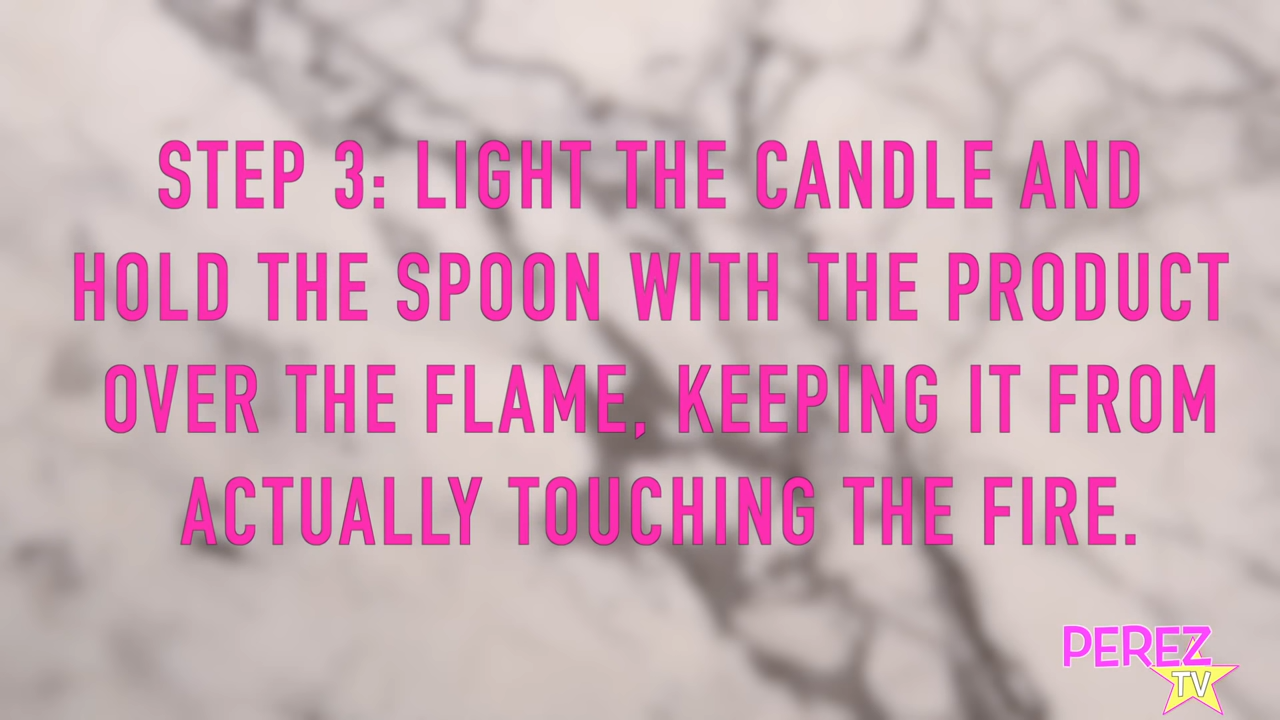 STEP 3: LIGHT THE CANDLE AND
HOLD THE SPOON WITH THE PRODUCT
OVER THE FLAME, KEEPING IT FROM
ACTUALLY TOUCHING THE FIRE.
PEREZ
TV